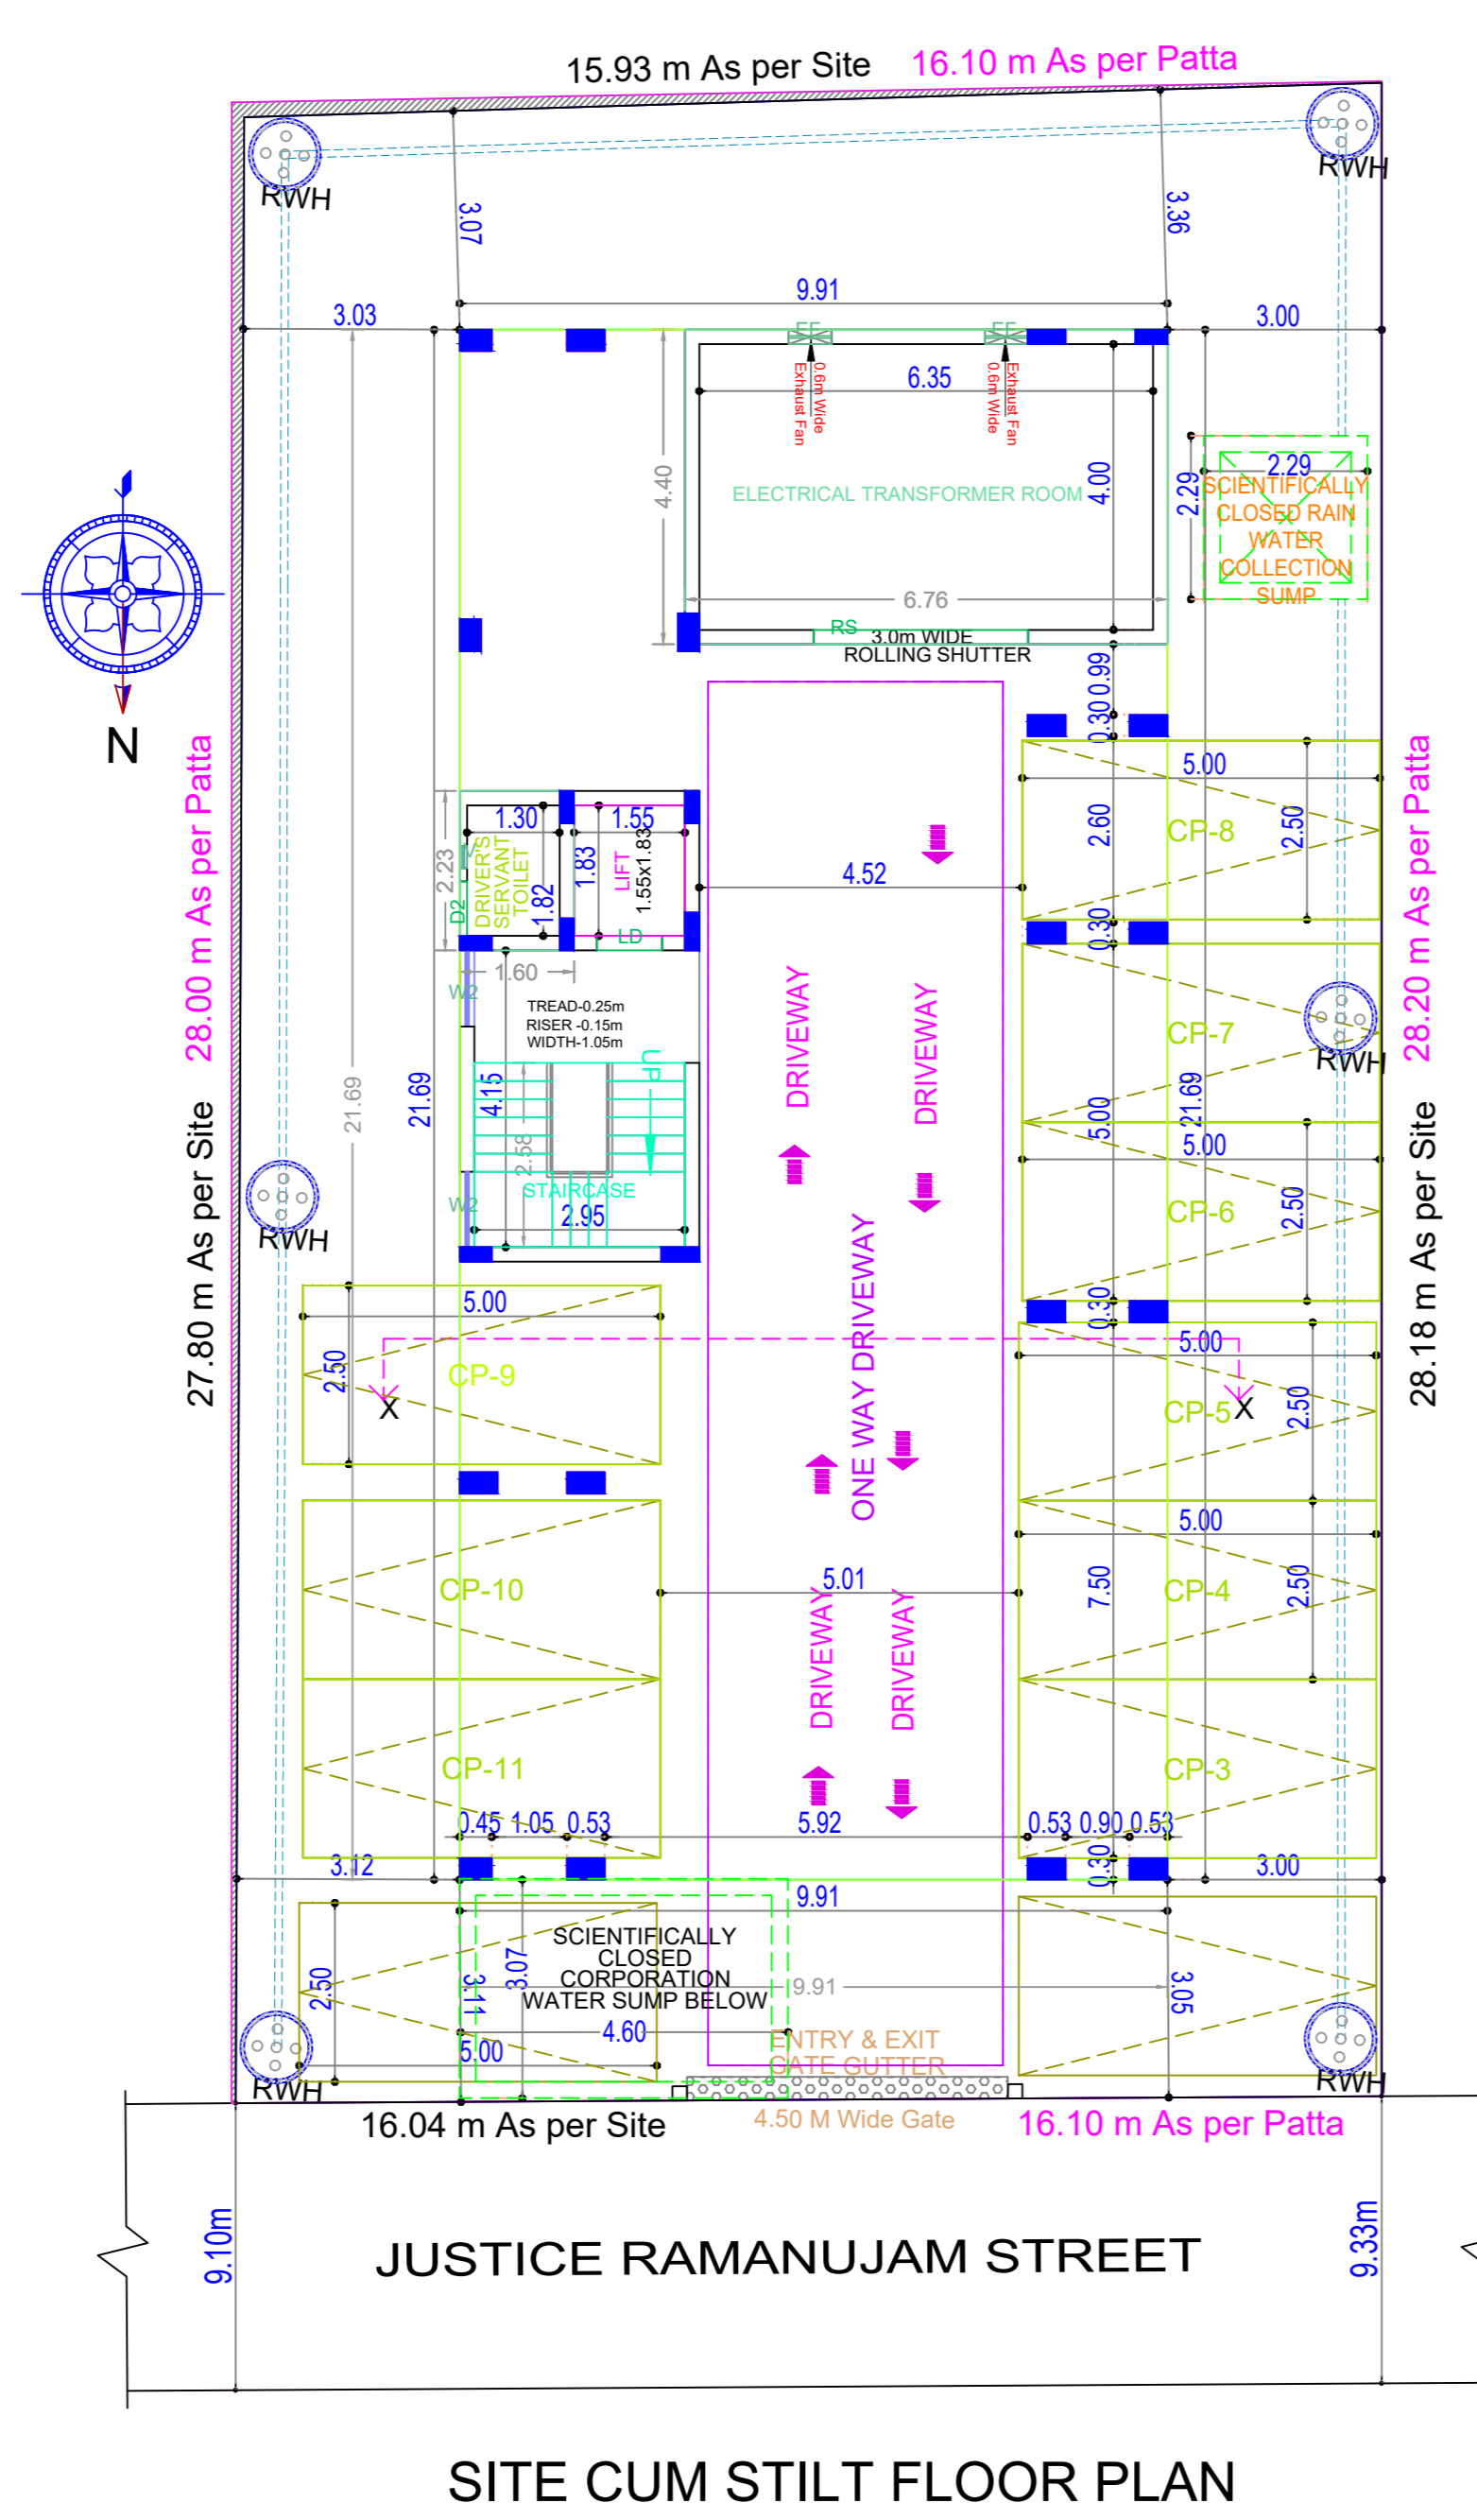 15.93 m As per Site
16.10 m As per Patta
RWH
RWH
3.07
3.36
9.91
3.03
3.00
EF
EF
0.6m Wide
Exhaust Fan
Exhaust Fan
0.6m Wide
6.35
4.40
4.00
ELECTRICAL TRANSFORMER ROOM
2.29
2.29
SCIENTIFICALLY
CLOSED RAIN
WATER
COLLECTION
SUMP
6.76
RS
3.0m WIDE
ROLLING SHUTTER
N
0.99
0.30
28.00 m As per Patta
27.80 m As per Site
28.20 m As per Patta
28.18 m As per Site
5.00
2.60
CP-8
2.50
1.30
1.55
2.23
V
DRIVER'S
SERVANT
TOILET
1.82
1.83
LIFT
1.55x1.83
D2
LD
4.52
0.30
1.60
W2
TREAD-0.25m
RISER -0.15m
WIDTH-1.05m
UP
DRIVEWAY
DRIVEWAY
CP-7
RWH
21.69
21.69
4.15
2.58
5.00
21.69
5.00
STAIRCASE
W2
2.95
CP-6
2.50
RWH
0.30
5.00
2.50
CP-9
X
ONE WAY DRIVEWAY
5.00
CP-5
X
2.50
5.00
CP-10
5.01
7.50
CP-4
2.50
DRIVEWAY
DRIVEWAY
CP-11
CP-3
0.45
1.05
0.53
5.92
0.53
0.90
0.53
3.12
0.30
3.00
9.91
SCIENTIFICALLY
CLOSED
CORPORATION
WATER SUMP BELOW
2.50
3.11
3.07
9.91
3.05
4.60
5.00
ENTRY & EXIT
GATE GUTTER
RWH
RWH
16.04 m As per Site
4.50 M Wide Gate
16.10 m As per Patta
9.10m
JUSTICE RAMANUJAM STREET
9.33m
SITE CUM STILT FLOOR PLAN